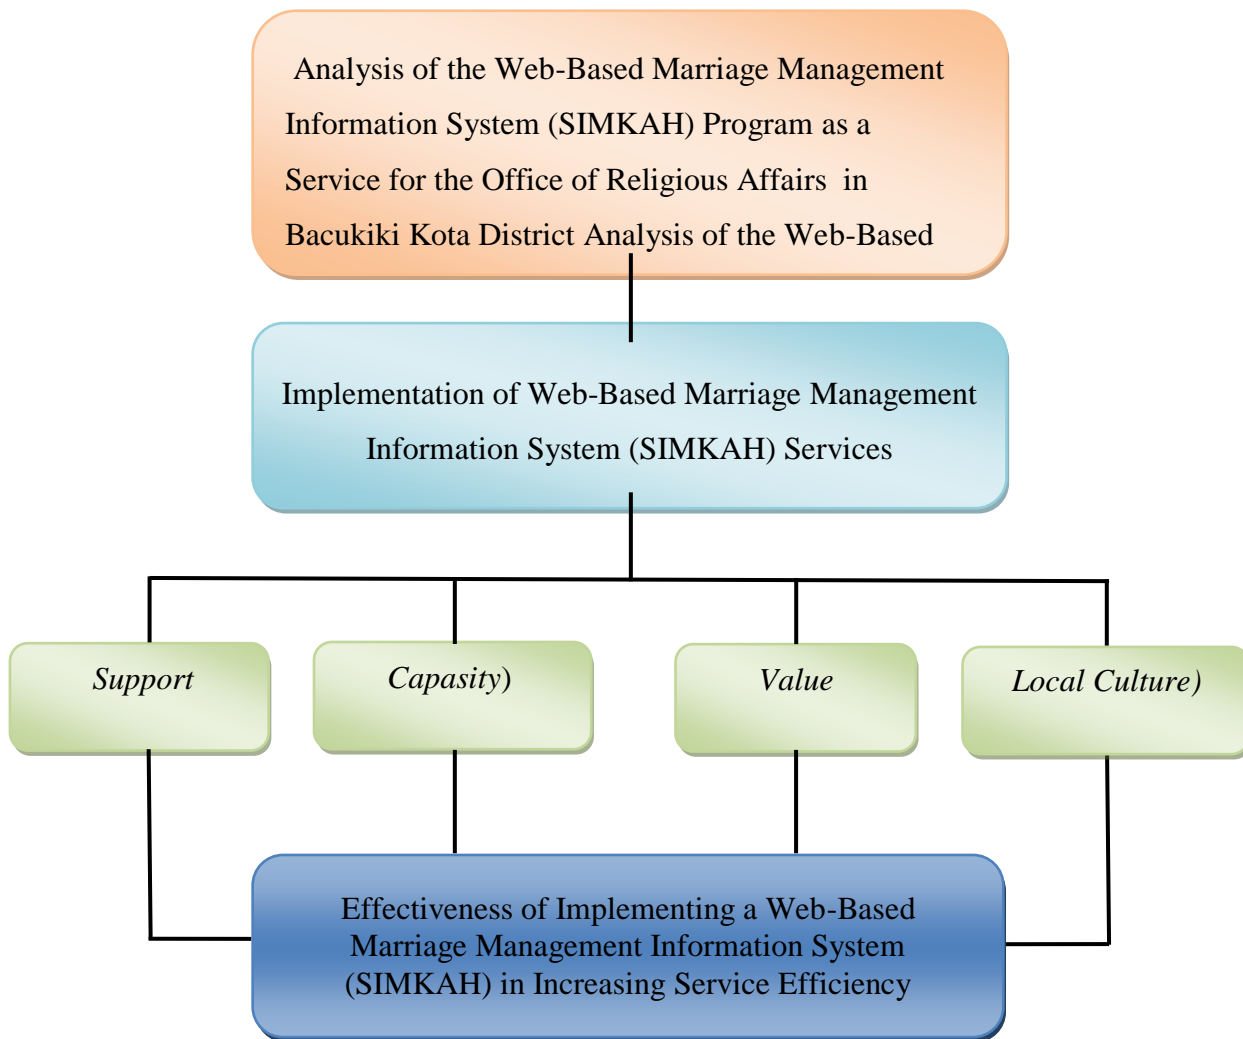 Analysis of the Web-Based Marriage Management
Information System (SIMKAH) Program as a
Service for the Office of Religious Affairs in
Bacukiki Kota District Analysis of the Web-Based
Implementation of Web-Based Marriage Management
Information System (SIMKAH) Services
Support
Capasity)
Value
Local Culture)
Effectiveness of Implementing a Web-Based
Marriage Management Information System
(SIMKAH) in Increasing Service Efficiency